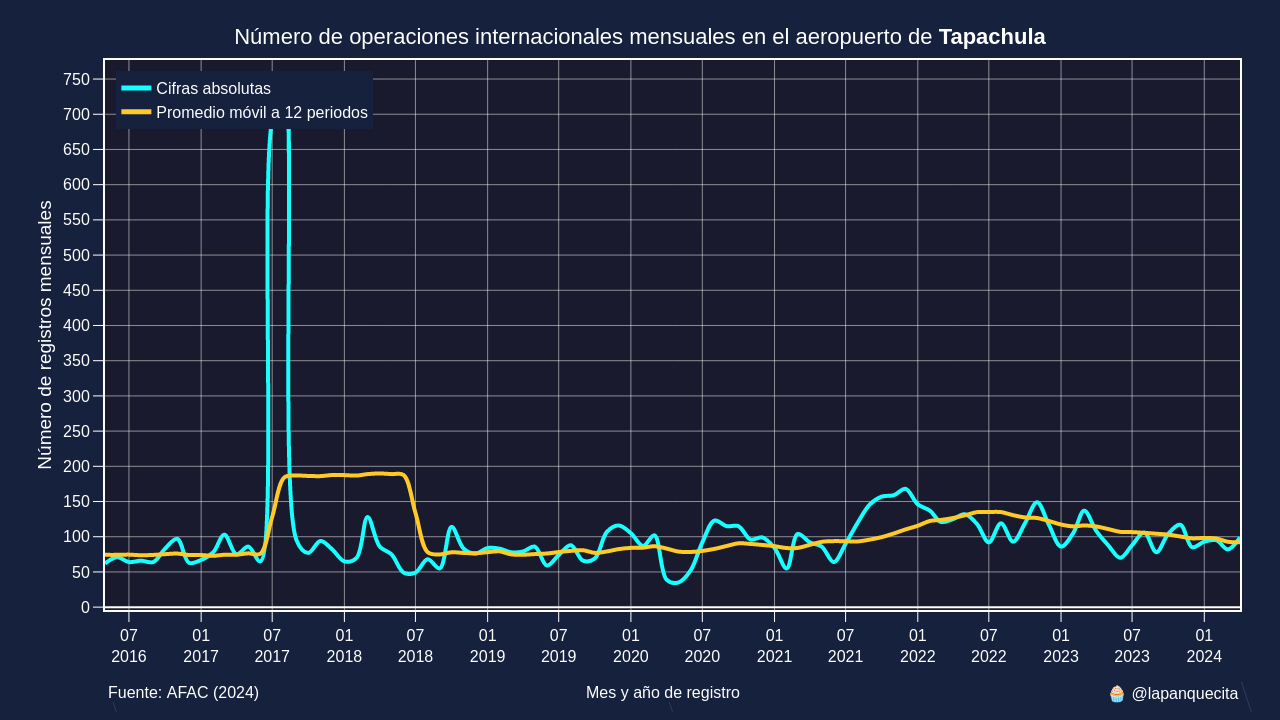 Número de operaciones internacionales mensuales en el aeropuerto de Tapachula
Cifras absolutas
Promedio móvil a 12 periodos
Número de registros mensuales
750
700
650
600
550
500
450
400
350
300
250
200
150
100
50
0
07 01 07 01 07 01 07 01 07 01 07 01 07 01 07 01
2016 2017 2017 2018 2018 2019 2019 2020 2020 2021 2021 2022 2022 2023 2023 2024
Fuente: AFAC (2024)
Mes y año de registro
🧁 @lapanquecita